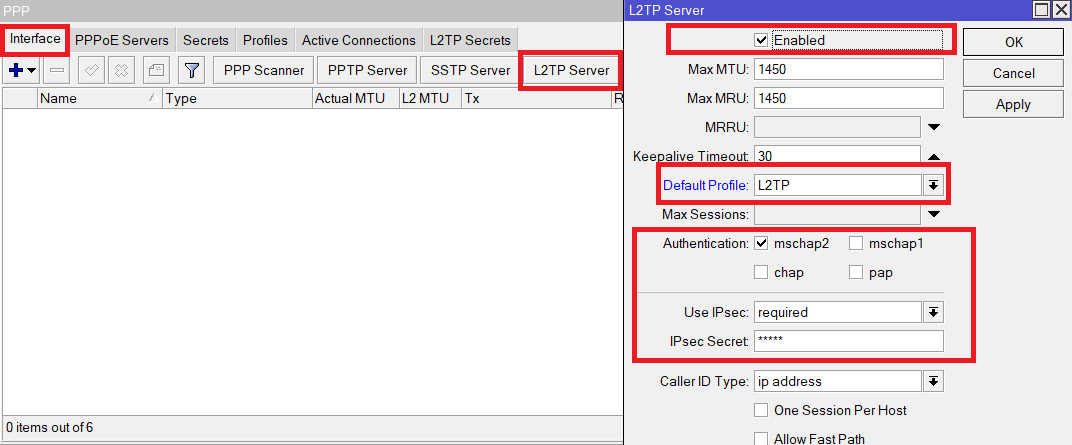 PPP
Interface PPPoE Servers Secrets Profiles Active Connections L2TP Secrets
PPP Scanner PPTP Server SSTP Server L2TP Server
Name Type Actual MTU L2 MTU Tx R
0 items out of 6
L2TP Server
Enabled
OK
Max MTU: 1450
Cancel
Max MRU: 1450
Apply
MRRU:
Keepalive Timeout: 30
Default Profile: L2TP
Max Sessions:
Authentication: mschap2 mschap1
chap pap
Use IPsec: required
IPsec Secret: *****
Caller ID Type: ip address
One Session Per Host
Allow Fast Path